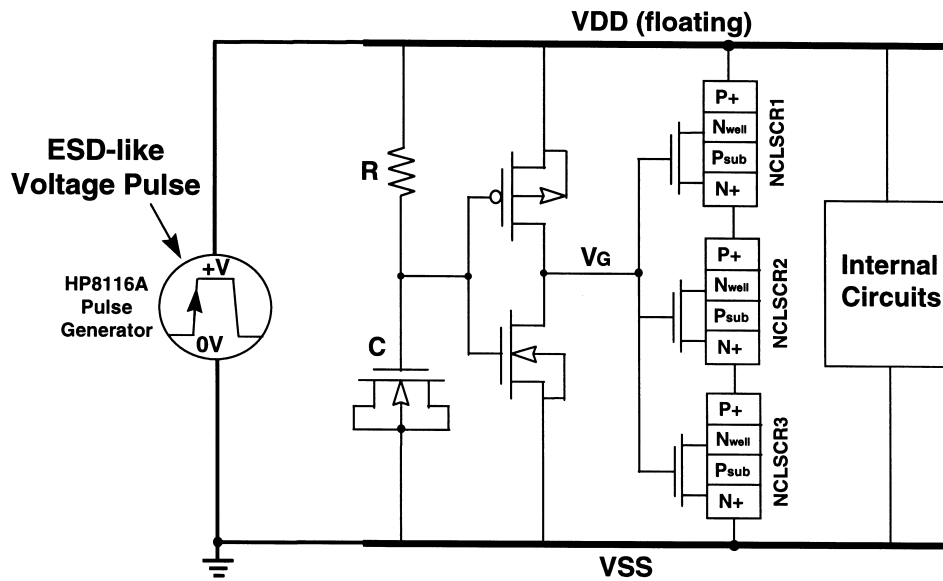 VDD (floating)
ESD-like
Voltage Pulse
HP8116A
Pulse
Generator
+V
0V
R
C
VG
P+
Nwell
Psub
N+
NCLSCR1
P+
Nwell
Psub
N+
NCLSCR2
P+
Nwell
Psub
N+
NCLSCR3
Internal
Circuits
VSS